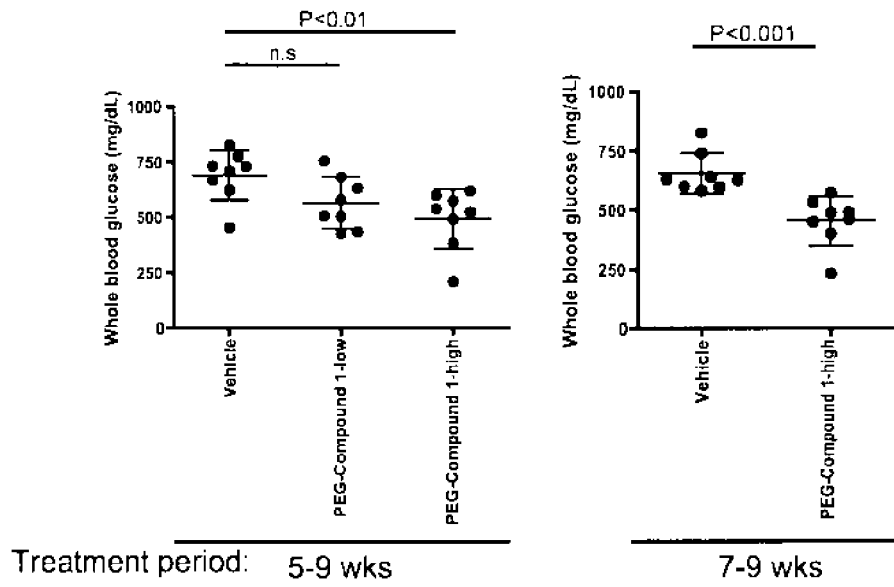 P<0.01
n.s
Whole blood glucose (mg/dL)
1000
750
500
250
0
Vehicle
PEG-Compound 1-low
PEG-Compound 1-high
P<0.001
Whole blood glucose (mg/dL)
1000
750
500
250
0
Vehicle
PEG-Compound 1-high
Treatment period: 5-9 wks 7-9 wks